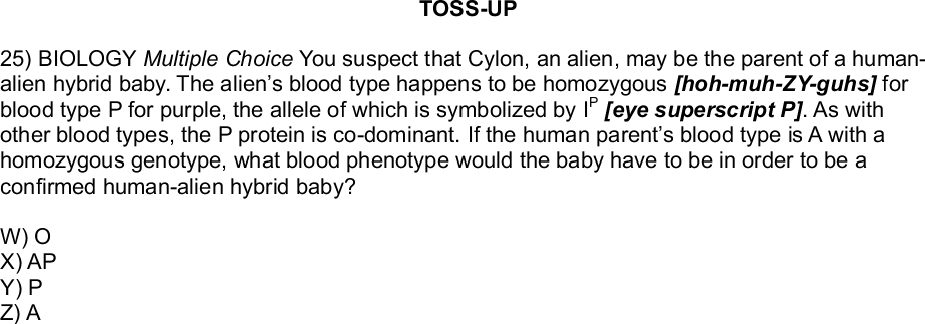 TOSS-UP
25) BIOLOGY Multiple Choice You suspect that Cylon, an alien, may be the parent of a human-
alien hybrid baby. The alien’s blood type happens to be homozygous [hoh-muh-ZY-guhs] for
blood type P for purple, the allele of which is symbolized by Iᴾ [eye superscript P]. As with
other blood types, the P protein is co-dominant. If the human parent’s blood type is A with a
homozygous genotype, what blood phenotype would the baby have to be in order to be a
confirmed human-alien hybrid baby?
W) O
X) AP
Y) P
Z) A